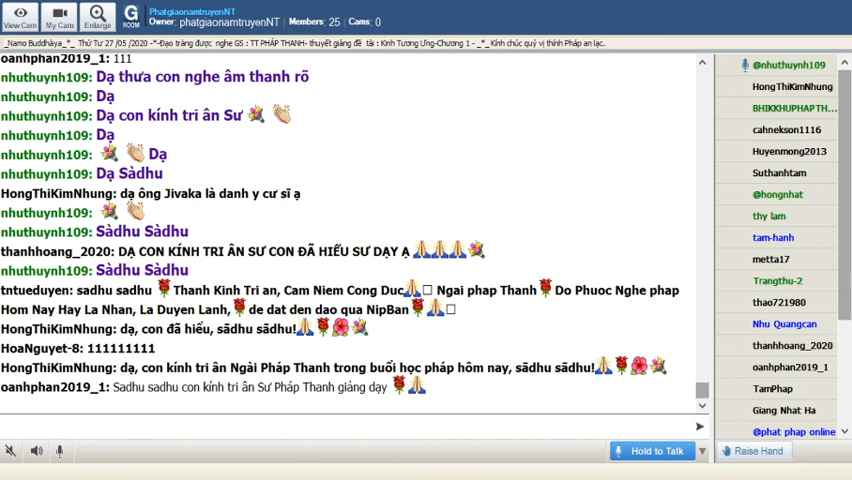 PhatgiaonamtruyenNT
Owner: phatgiaonamtruyenNT | Members: 25 | Cams: 0
View Cam
My Cam
Enlarge
G
ROOM
_Namo Buddhàya_*_ Thứ Tư 27 /05 /2020 -*-Đạo tràng được nghe GS : TT PHÁP THANH- thuyết giảng đề tài : Kinh Tương Ưng-Chương 1 - _*_Kính chúc quý vị thính Pháp an lạc.
oanhphan2019_1: 111
nhuthuynh109: Dạ thưa con nghe âm thanh rõ
nhuthuynh109: Dạ
nhuthuynh109: Dạ con kính tri ân Sư
nhuthuynh109: Dạ
nhuthuynh109: Dạ
nhuthuynh109: Dạ Sàdhu
HongThiKimNhung: dạ ông Jivaka là danh y cư sĩ ạ
nhuthuynh109:
nhuthuynh109: Sàdhu Sàdhu
thanhhoang_2020: DẠ CON KÍNH TRI ÂN SƯ CON ĐÃ HIỂU SƯ DẠY Ạ
nhuthuynh109: Sàdhu Sàdhu
tntueduyen: sadhu sadhu Thanh Kinh Tri an, Cam Niem Cong Duc Ngai phap Thanh Do Phuoc Nghe phap
Hom Nay Hay La Nhan, La Duyen Lanh, de dat den dao qua NipBan
HongThiKimNhung: dạ, con đã hiểu, sādhu sādhu!
HoaNguyet-8: 111111111
HongThiKimNhung: dạ, con kính tri ân Ngài Pháp Thanh trong buổi học pháp hôm nay, sādhu sādhu!
oanhphan2019_1: Sadhu sadhu con kính tri ân Sư Pháp Thanh giảng dạy
Hold to Talk
@nhuthuynh109
HongThiKimNhung
BHIKKHUPHAPTH...
cahnekson1116
Huyenmong2013
Suthanhtam
@hongnhat
thy lam
tam-hanh
metta17
Trangthu-2
thao721980
Nhu Quangcan
thanhhoang_2020
oanhphan2019_1
TamPhap
Giang Nhat Ha
@phat phap online
Raise Hand